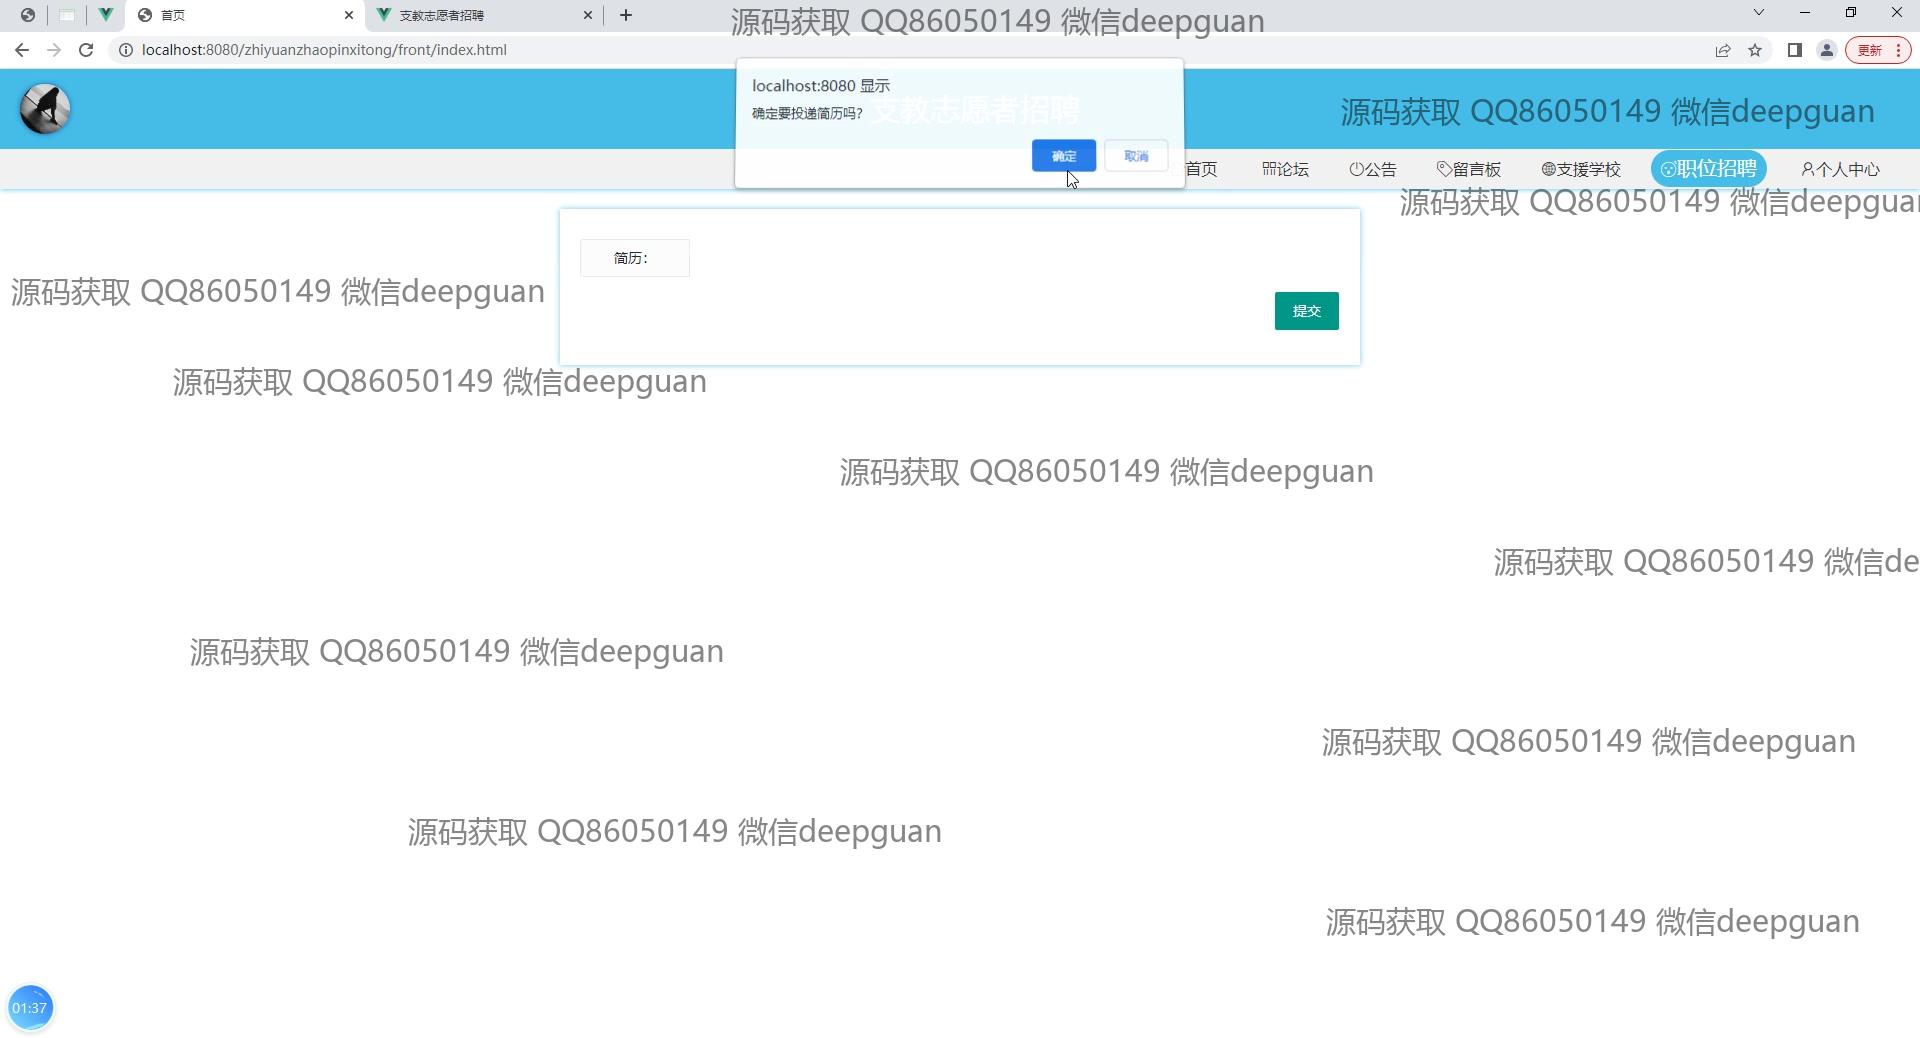 首页
支教志愿者招聘
源码获取 QQ86050149 微信deepguan
localhost:8080/zhiyuanzhaopinxitong/front/index.html
更新
localhost:8080 显示
确定要投递简历吗?
支教志愿者招聘
源码获取 QQ86050149 微信deepguan
确定
取消
首页
论坛
公告
留言板
支援学校
职位招聘
个人中心
源码获取 QQ86050149 微信deepguan
简历:
源码获取 QQ86050149 微信deepguan
提交
源码获取 QQ86050149 微信deepguan
源码获取 QQ86050149 微信deepguan
源码获取 QQ86050149 微信de
源码获取 QQ86050149 微信deepguan
源码获取 QQ86050149 微信deepguan
源码获取 QQ86050149 微信deepguan
源码获取 QQ86050149 微信deepguan
01:37